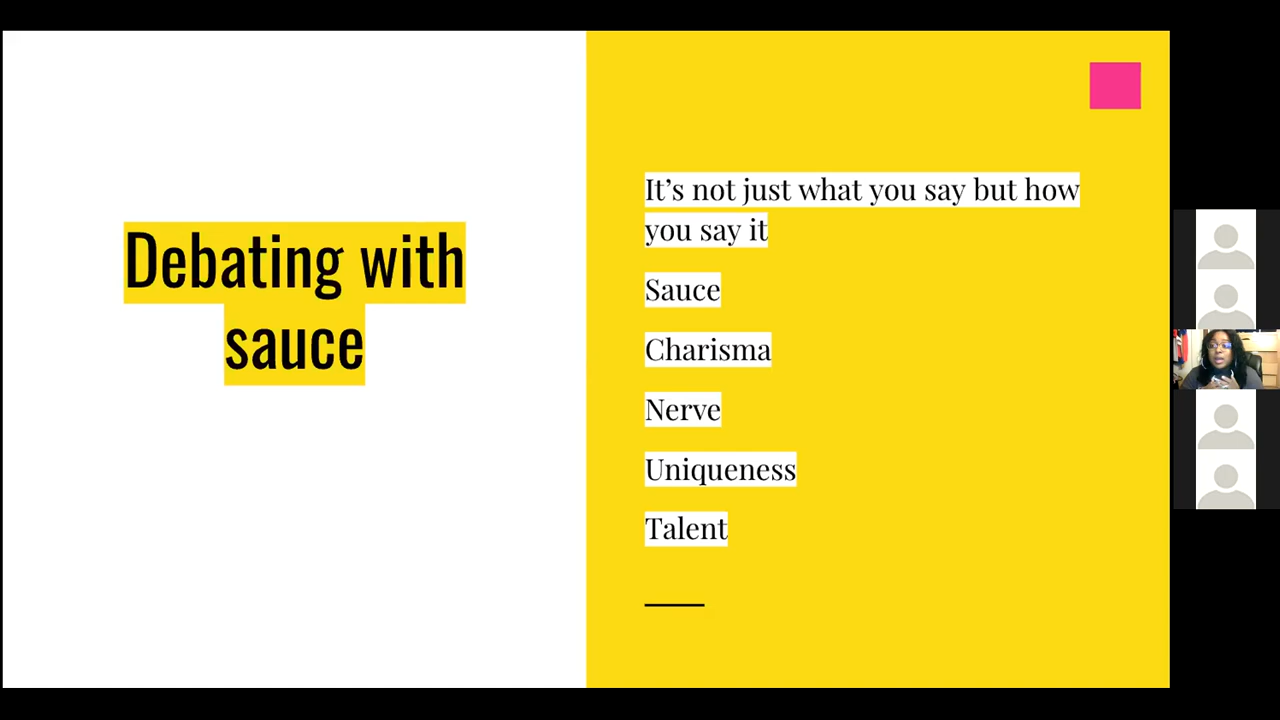 Debating with
sauce
It’s not just what you say but how
you say it
Sauce
Charisma
Nerve
Uniqueness
Talent